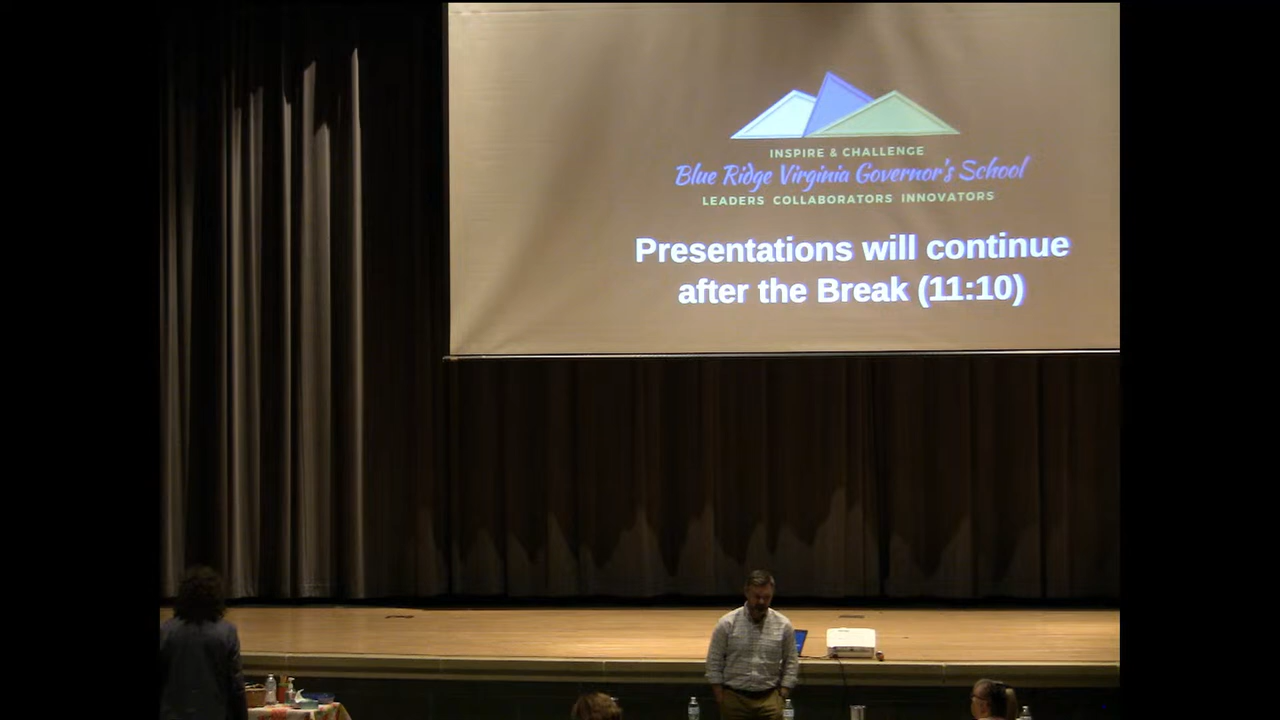 INSPIRE & CHALLENGE
Blue Ridge Virginia Governor's School
LEADERS COLLABORATORS INNOVATORS
Presentations will continue
after the Break (11:10)